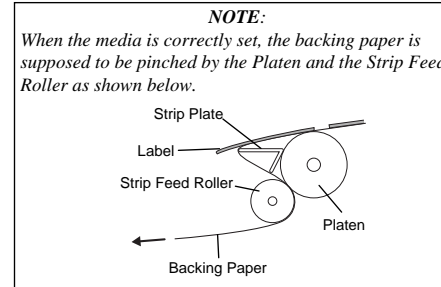 NOTE:
When the media is correctly set, the backing paper is
supposed to be pinched by the Platen and the Strip Feed
Roller as shown below.
Strip Plate
Label
Strip Feed Roller
Platen
Backing Paper